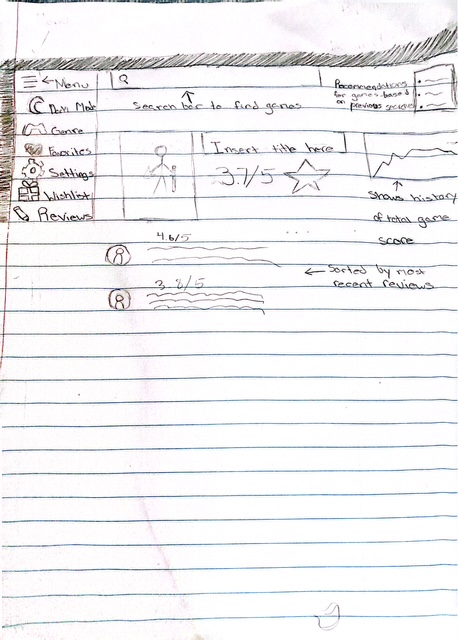 Menu
Search bar to find games
Recommendations
for games based
on previous searches
Genre
Favorites
Settings
Wishlist
Reviews
Insert title here
3.7/5
Shows history
of total game
score
4.6/5
Sorted by most
recent reviews
3.8/5